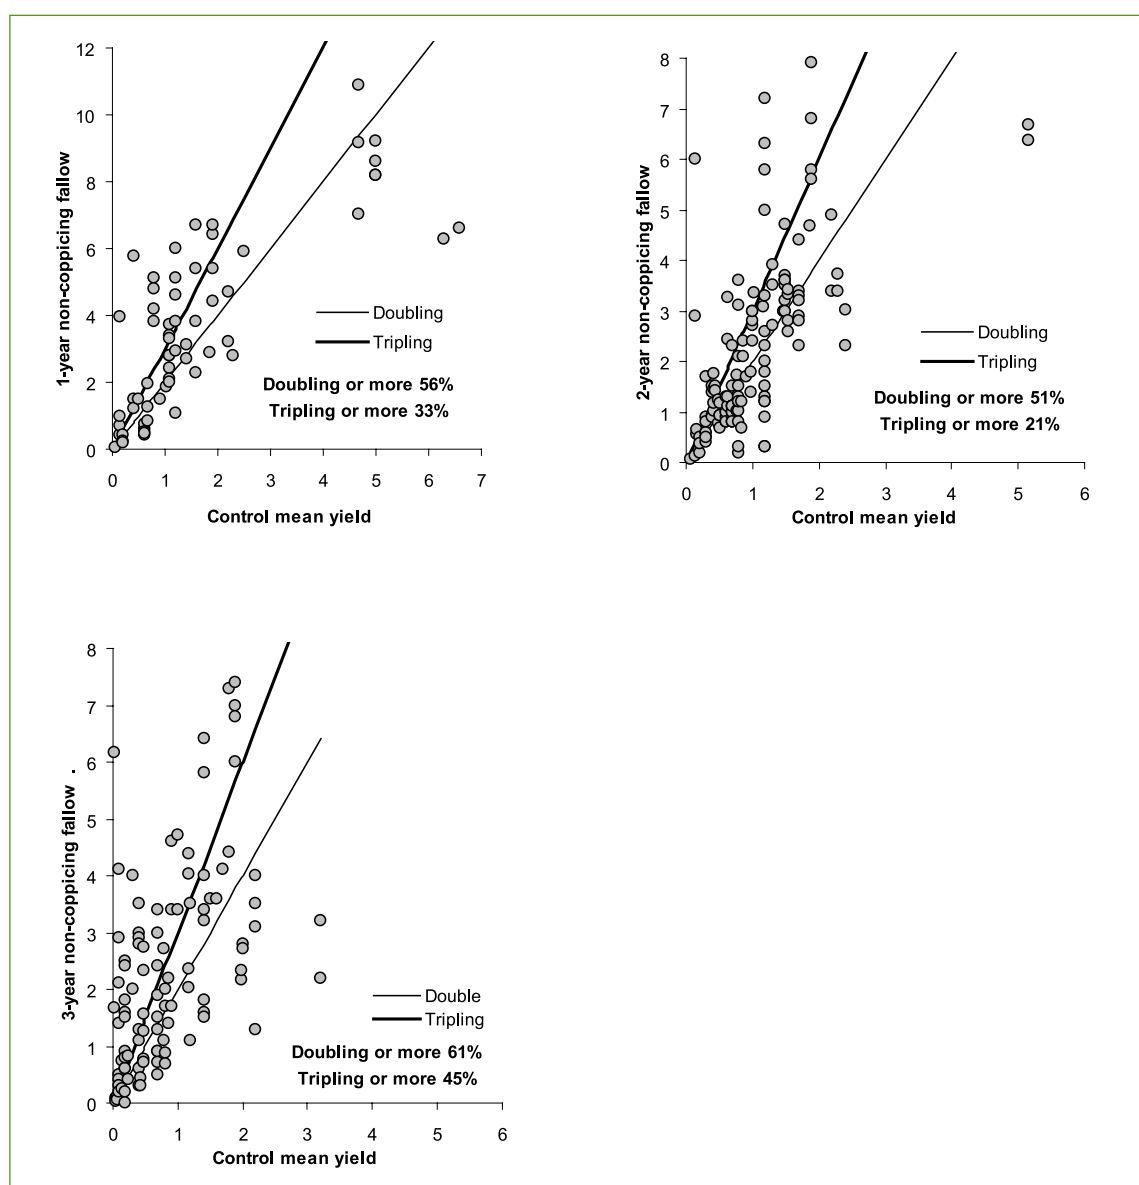 12
10
8
6
4
2
0
1-year non-coppicing fallow
Doubling
Tripling
Doubling or more 56%
Tripling or more 33%
0 1 2 3 4 5 6 7
Control mean yield
8
7
6
5
4
3
2
1
0
2-year non-coppicing fallow
Doubling
Tripling
Doubling or more 51%
Tripling or more 21%
0 1 2 3 4 5 6
Control mean yield
8
7
6
5
4
3
2
1
0
3-year non-coppicing fallow .
Double
Tripling
Doubling or more 61%
Tripling or more 45%
0 1 2 3 4 5 6
Control mean yield